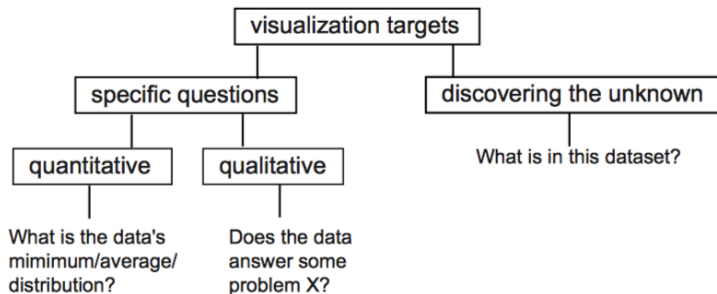 visualization targets
specific questions
discovering the unknown
quantitative
qualitative
What is in this dataset?
What is the data's
mimimum/average/
distribution?
Does the data
answer some
problem X?